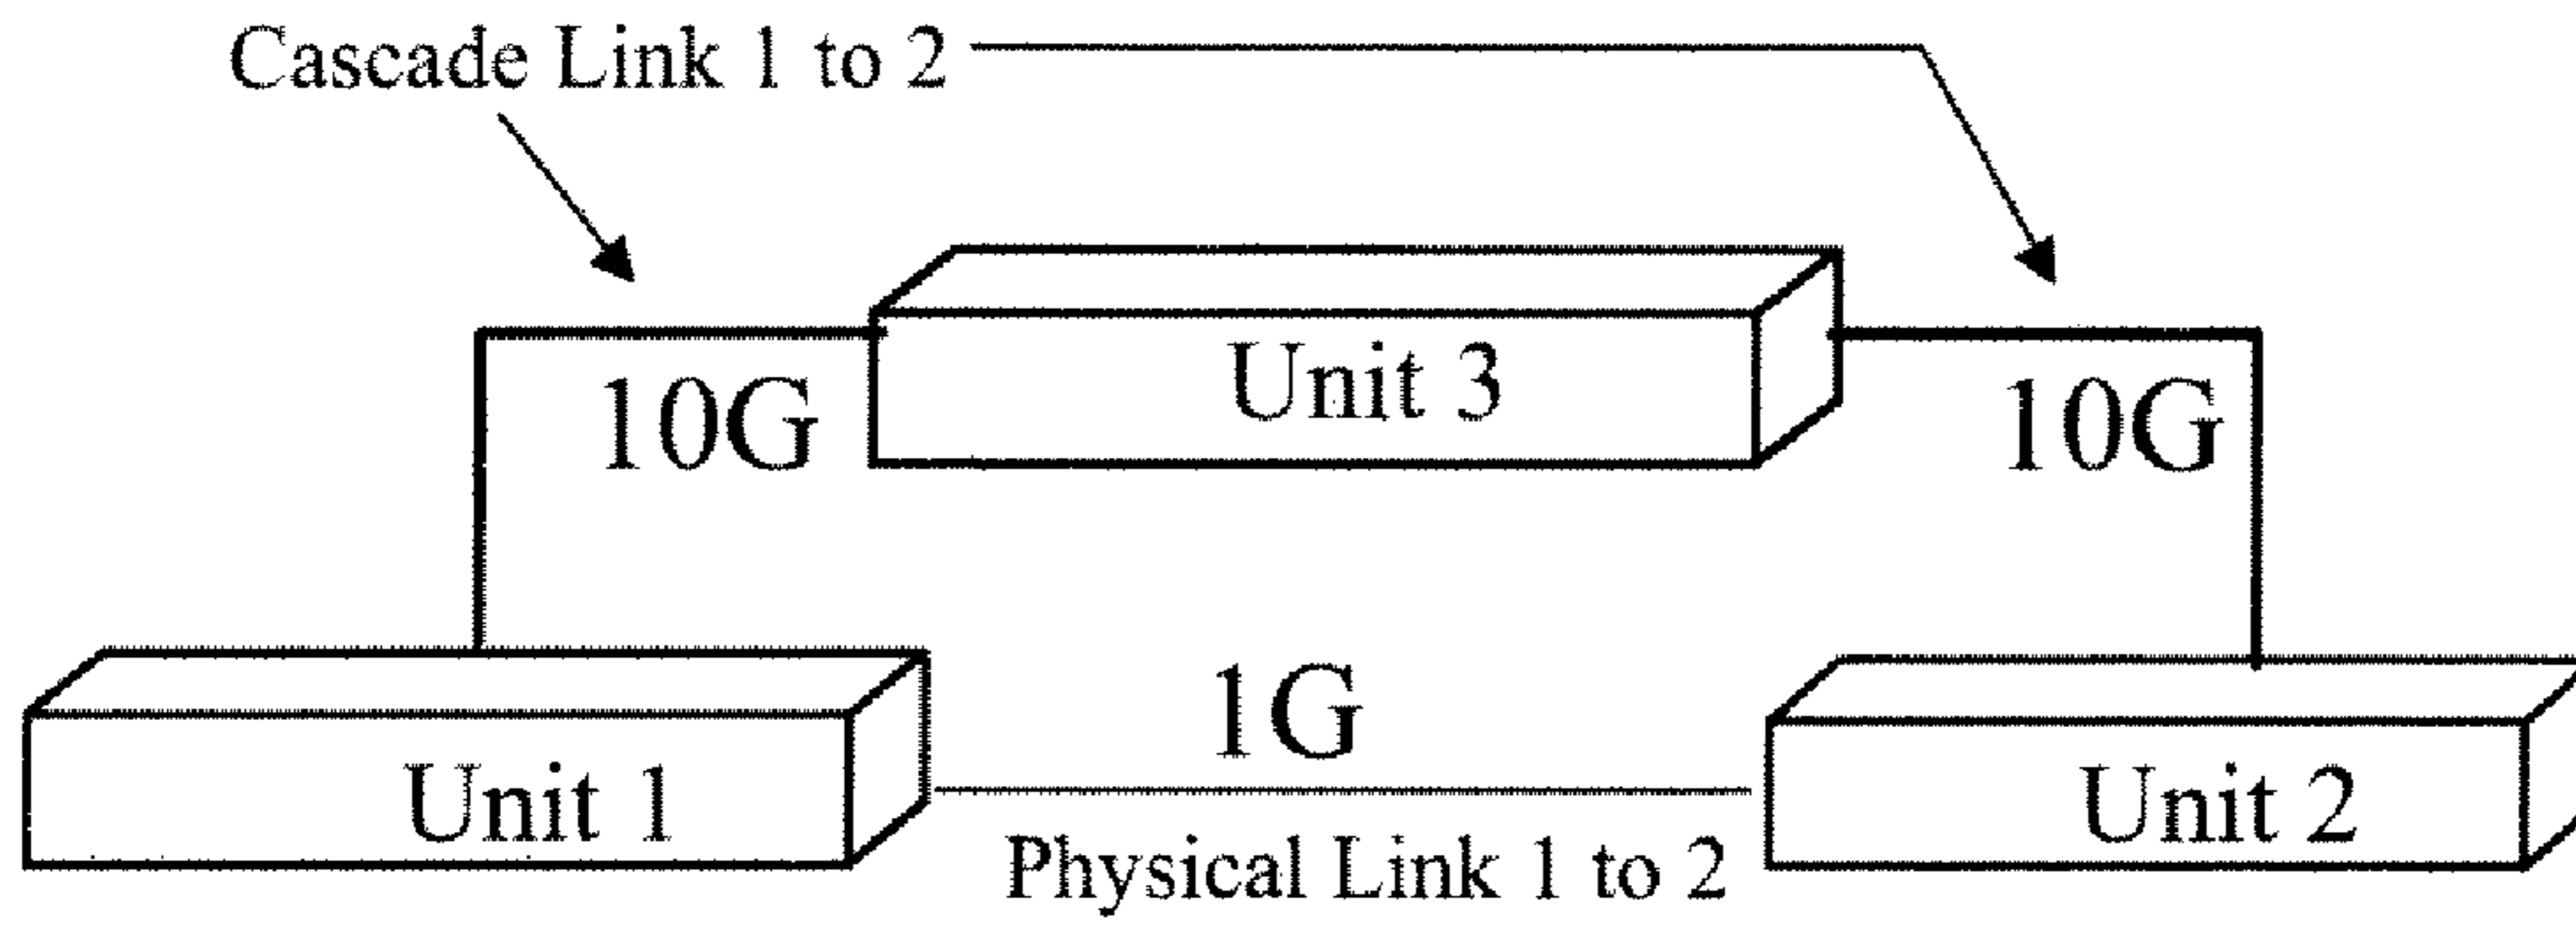 Cascade Link 1 to 2
Unit 3
10G
10G
1G
Unit 1
Unit 2
Physical Link 1 to 2